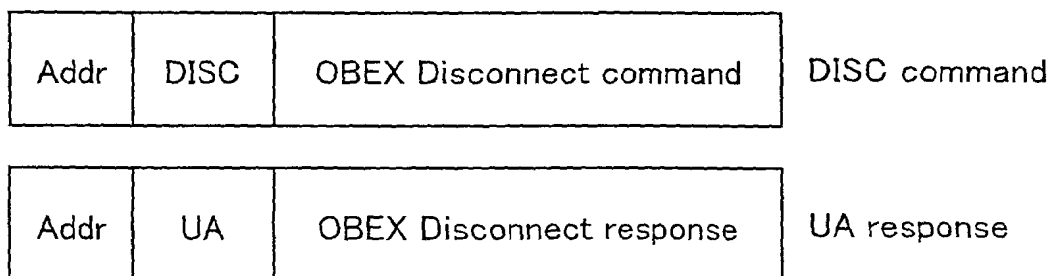 Addr DISC OBEX Disconnect command DISC command
Addr UA OBEX Disconnect response UA response